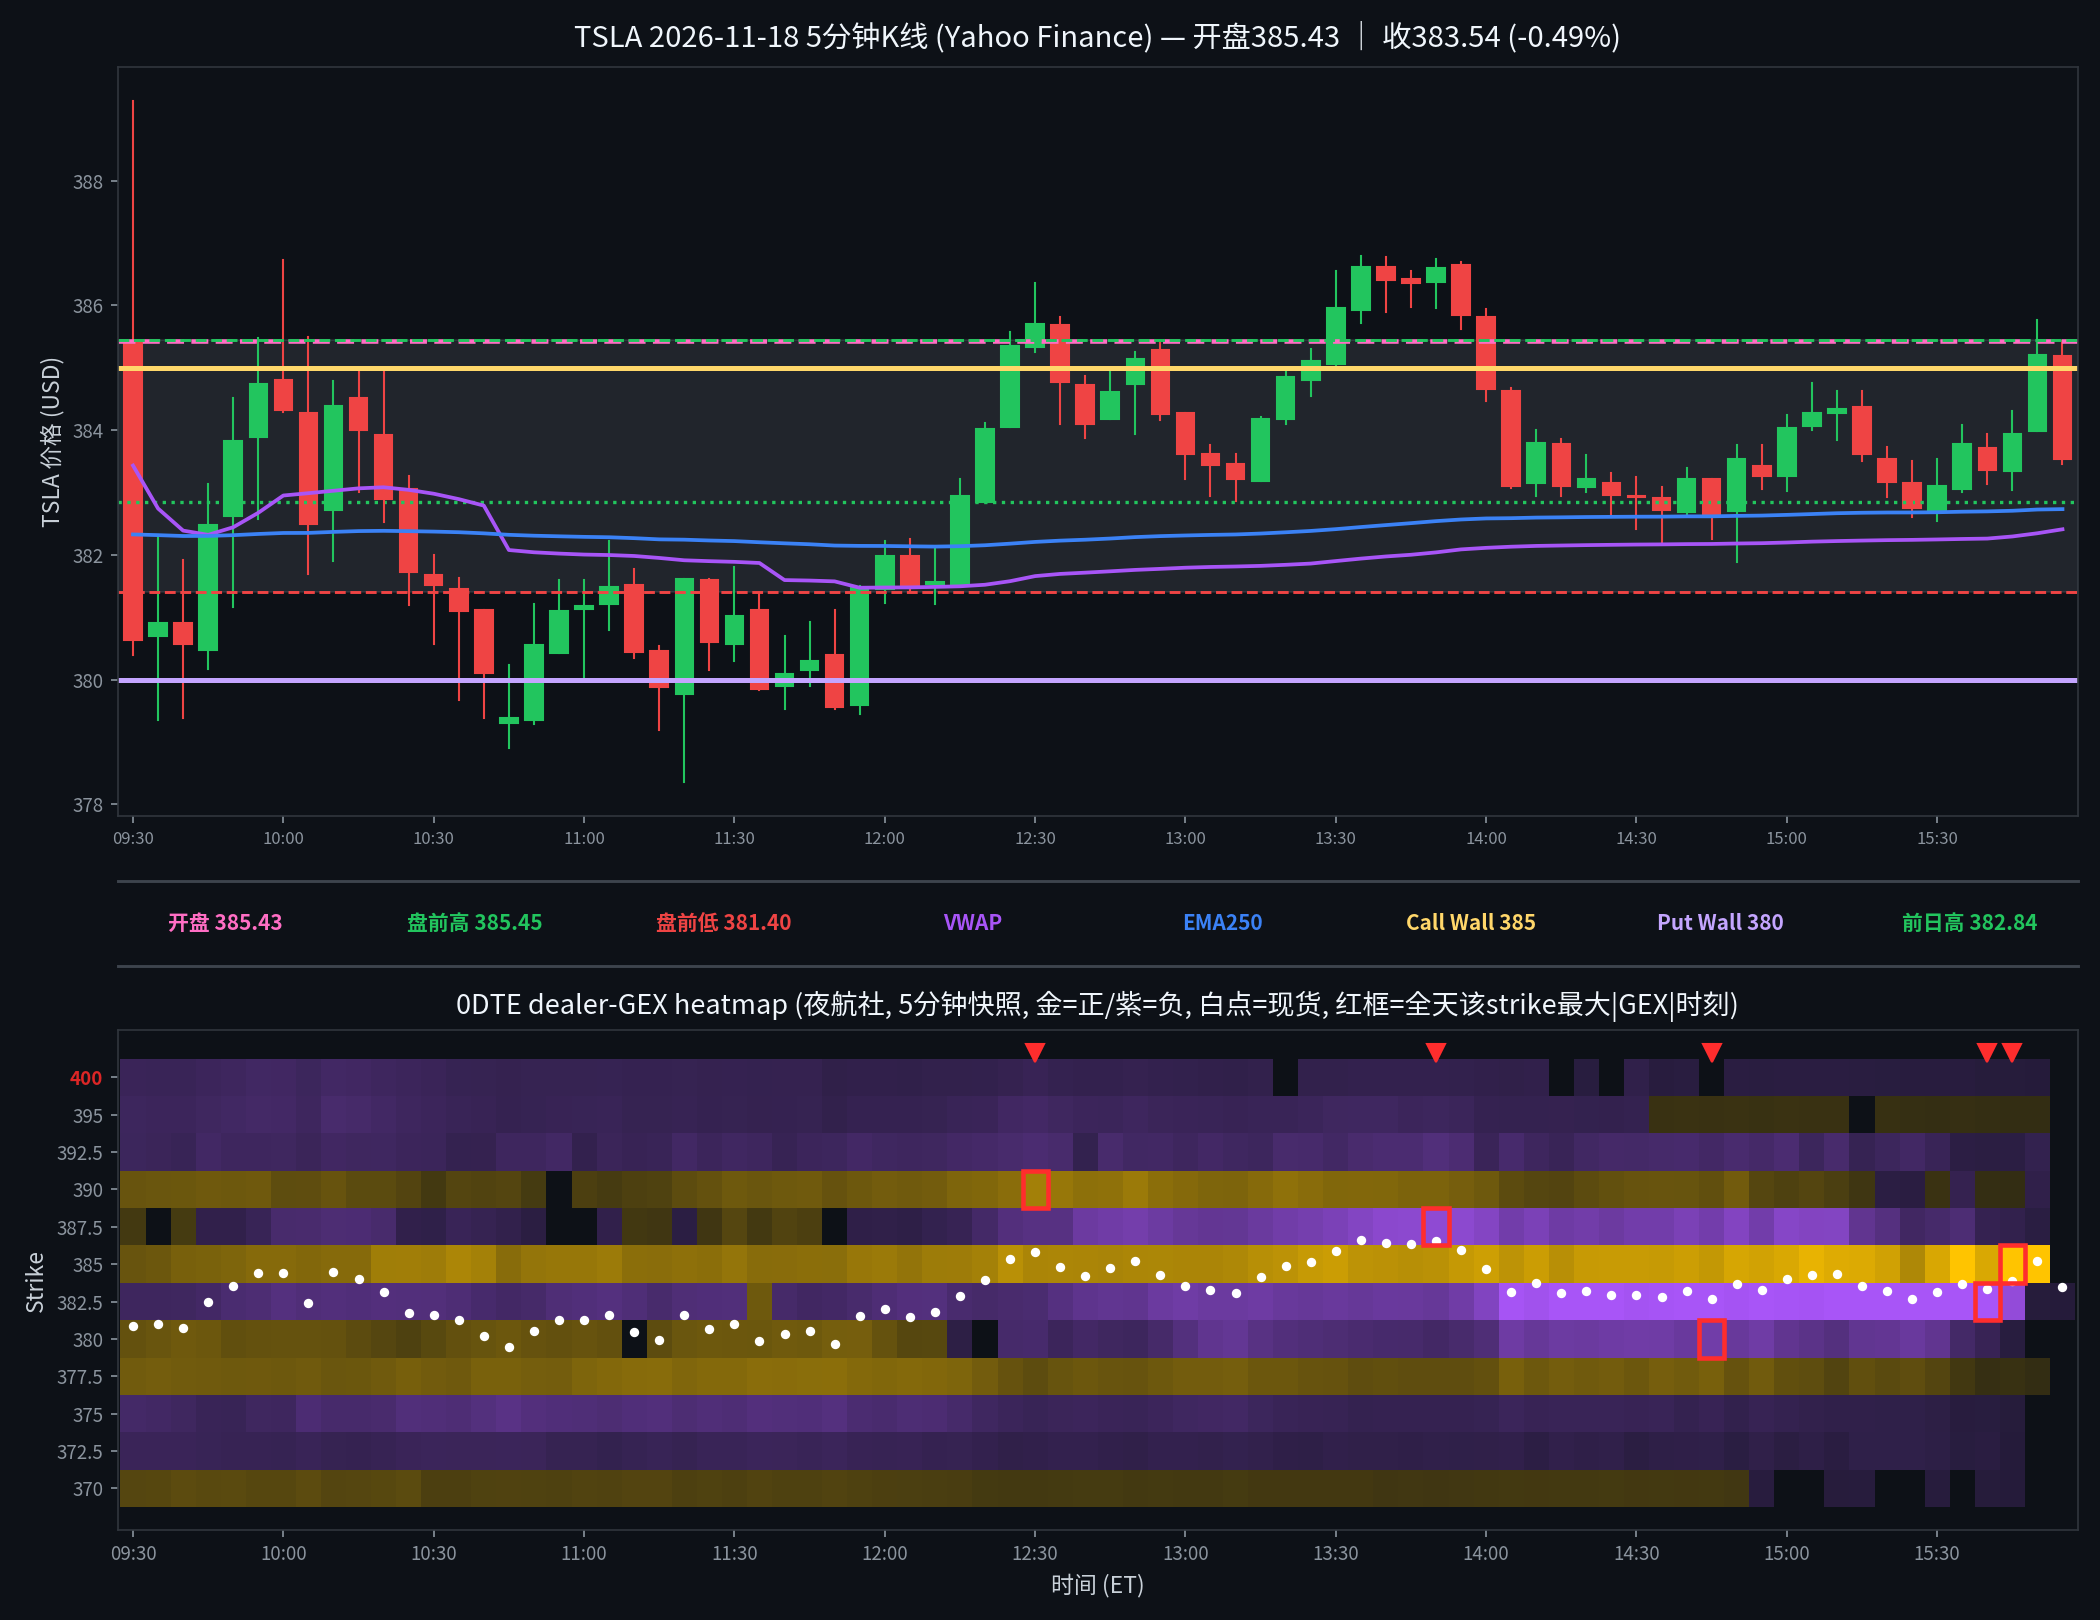 TSLA 2026-11-18 5分钟K线 (Yahoo Finance) — 开盘385.43 ｜ 收383.54 (-0.49%)
TSLA 价格 (USD)
388
386
384
382
380
378
09:30 10:00 10:30 11:00 11:30 12:00 12:30 13:00 13:30 14:00 14:30 15:00 15:30
开盘 385.43 盘前高 385.45 盘前低 381.40 VWAP EMA250 Call Wall 385 Put Wall 380 前日高 382.84
0DTE dealer-GEX heatmap (夜航社, 5分钟快照, 金=正/紫=负, 白点=现货, 红框=全天该strike最大|GEX|时刻)
Strike
400
395
392.5
390
387.5
385
382.5
380
377.5
375
372.5
370
09:30 10:00 10:30 11:00 11:30 12:00 12:30 13:00 13:30 14:00 14:30 15:00 15:30
时间 (ET)